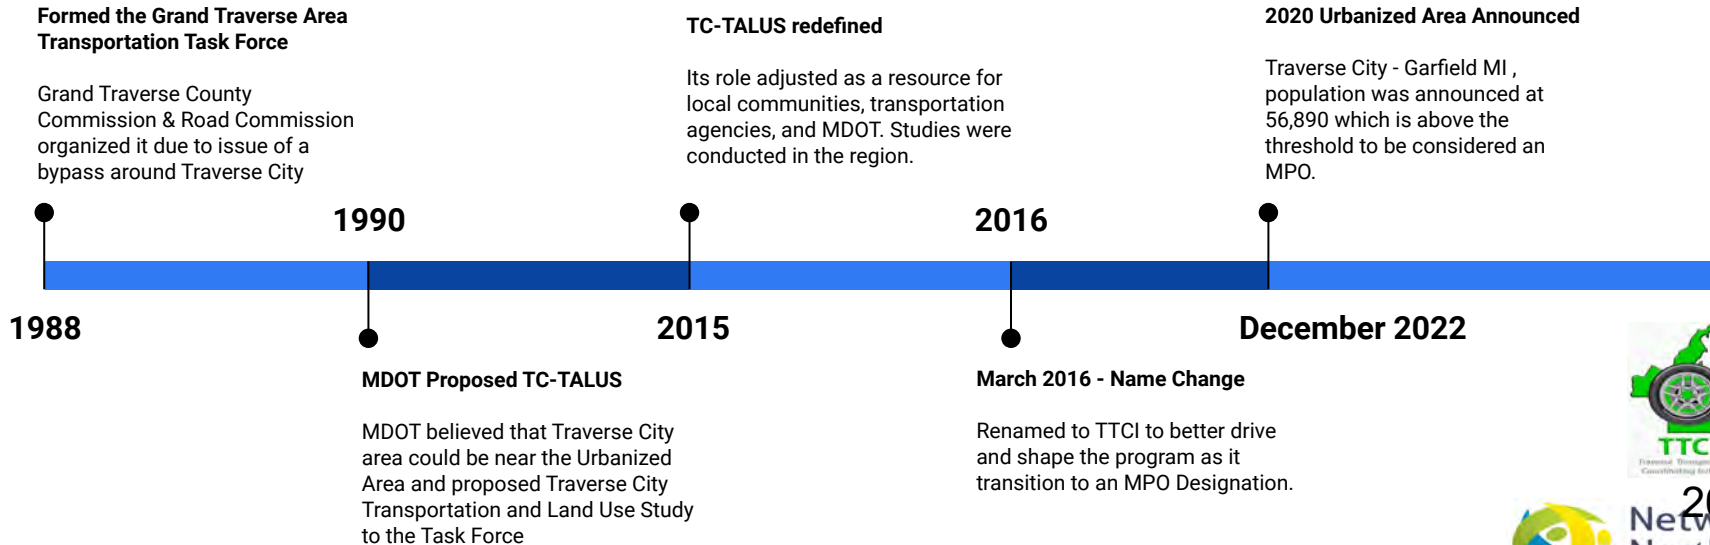 Formed the Grand Traverse Area
Transportation Task Force
Grand Traverse County
Commission & Road Commission
organized it due to issue of a
bypass around Traverse City
TC-TALUS redefined
Its role adjusted as a resource for
local communities, transportation
agencies, and MDOT. Studies were
conducted in the region.
2020 Urbanized Area Announced
Traverse City - Garfield MI ,
population was announced at
56,890 which is above the
threshold to be considered an
MPO.
1990
2016
1988
2015
December 2022
MDOT Proposed TC-TALUS
MDOT believed that Traverse City
area could be near the Urbanized
Area and proposed Traverse City
Transportation and Land Use Study
to the Task Force
March 2016 - Name Change
Renamed to TTCI to better drive
and shape the program as it
transition to an MPO Designation.
TTC